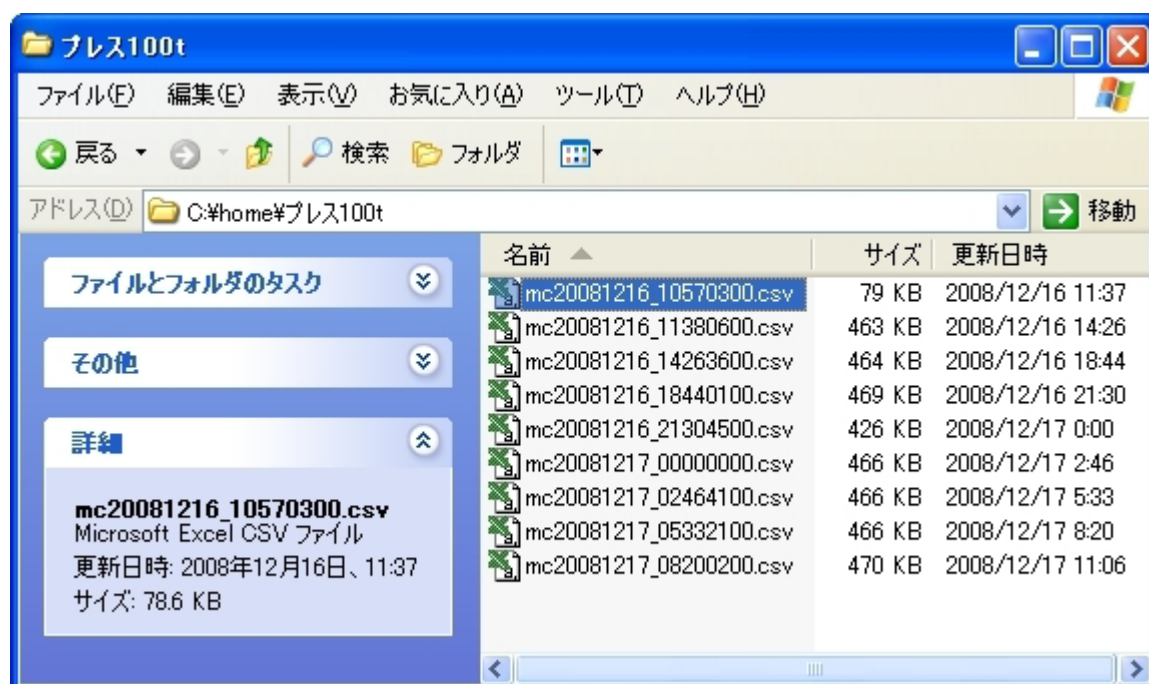 プレス100t
ファイル(F) 編集(E) 表示(V) お気に入り(A) ツール(T) ヘルプ(H)
戻る 検索 フォルダ
アドレス(D) C:¥home¥プレス100t 移動
ファイルとフォルダのタスク
その他
詳細
mc20081216_10570300.csv
Microsoft Excel CSV ファイル
更新日時: 2008年12月16日、11:37
サイズ: 78.6 KB
名前 サイズ 更新日時
mc20081216_10570300.csv 79 KB 2008/12/16 11:37
mc20081216_11380600.csv 463 KB 2008/12/16 14:26
mc20081216_14263600.csv 464 KB 2008/12/16 18:44
mc20081216_18440100.csv 469 KB 2008/12/16 21:30
mc20081216_21304500.csv 426 KB 2008/12/17 0:00
mc20081217_00000000.csv 466 KB 2008/12/17 2:46
mc20081217_02464100.csv 466 KB 2008/12/17 5:33
mc20081217_05332100.csv 466 KB 2008/12/17 8:20
mc20081217_08200200.csv 470 KB 2008/12/17 11:06